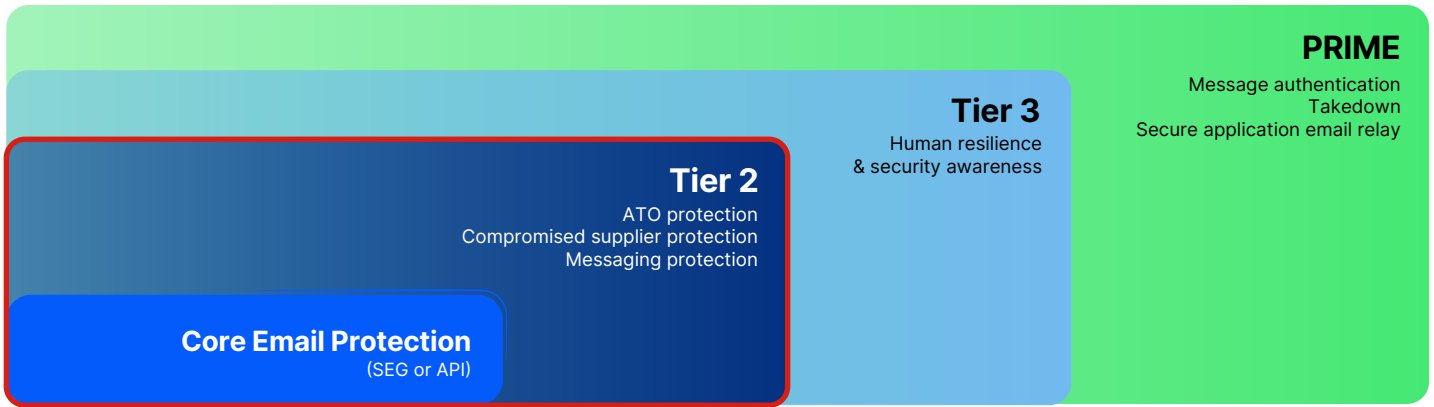 PRIME
Message authentication
Takedown
Secure application email relay
Tier 3
Human resilience
& security awareness
Tier 2
ATO protection
Compromised supplier protection
Messaging protection
Core Email Protection
(SEG or API)